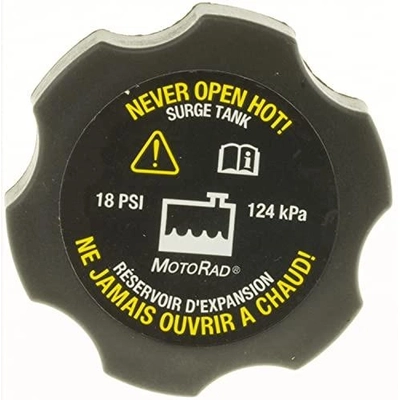 NEVER OPEN HOT!
SURGE TANK
18 PSI 124 kPa
MOTORAD®
RÉSERVOIR D'EXPANSION
NE JAMAIS OUVRIR A CHAUD!